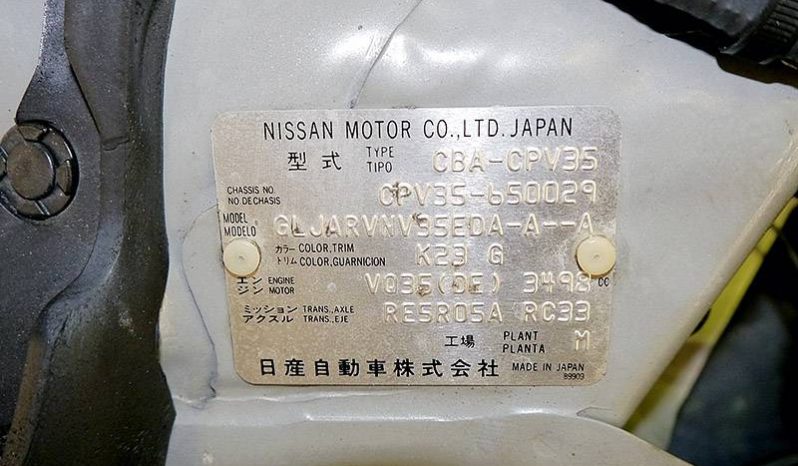 NISSAN MOTOR CO.,LTD. JAPAN
型式 TYPE TIPO CBA-CPV35
CHASSIS NO. NO DE CHASIS CPV35-650029
MODEL MODELO GLJARVNV35EDA-A--A
カラー COLOR,TRIM トリム COLOR,GUARNICION K23 G
エンジン ENGINE MOTOR VQ35(DE) 3498 CC
ミッション TRANS.,AXLE アクスル TRANS.,EJE RE5R05A RC33
工場 PLANT PLANTA M
日産自動車株式会社 MADE IN JAPAN
89909